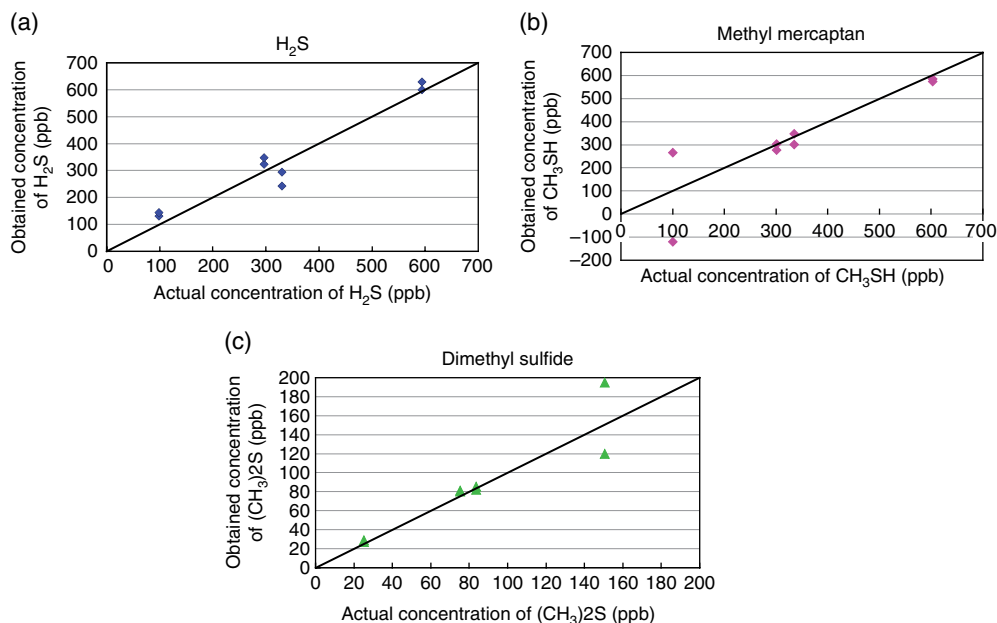 (a)
H₂S
Obtained concentration
of H₂S (ppb)
700
600
500
400
300
200
100
0
0 100 200 300 400 500 600 700
Actual concentration of H₂S (ppb)
(b)
Methyl mercaptan
Obtained concentration
of CH₃SH (ppb)
700
600
500
400
300
200
100
0
−100
−200
0 100 200 300 400 500 600 700
Actual concentration of CH₃SH (ppb)
(c)
Dimethyl sulfide
Obtained concentration
of (CH₃)2S (ppb)
200
180
160
140
120
100
80
60
40
20
0
0 20 40 60 80 100 120 140 160 180 200
Actual concentration of (CH₃)2S (ppb)